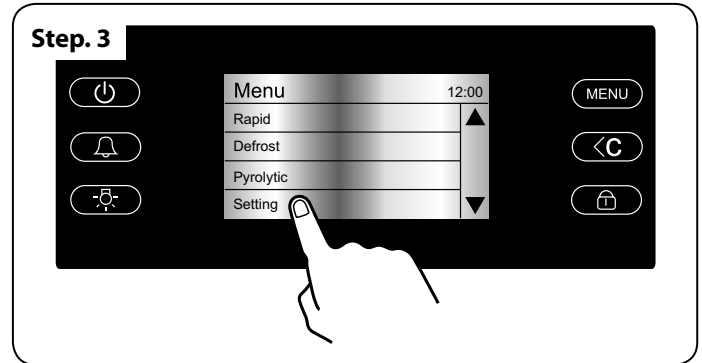 Step. 3
Menu 12:00
MENU
Rapid
Defrost
<C
Pyrolytic
Setting